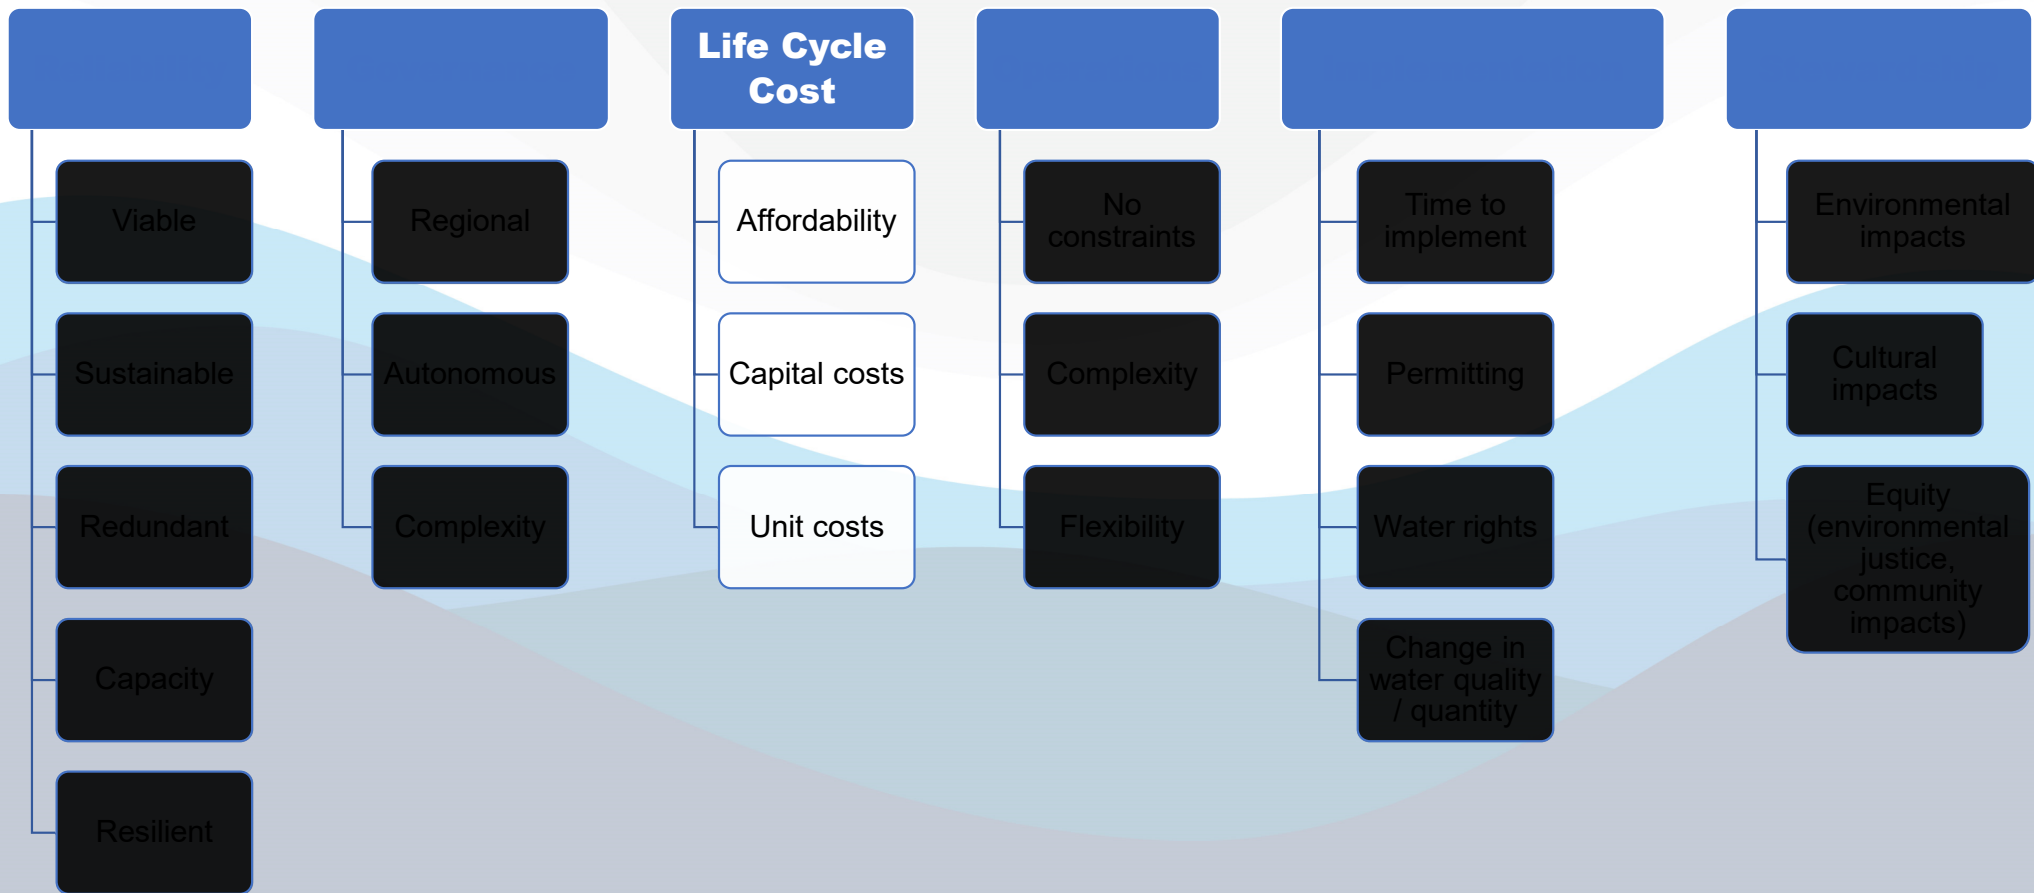 Life Cycle
Cost
Viable
Sustainable
Redundant
Capacity
Resilient
Regional
Autonomous
Complexity
Affordability
Capital costs
Unit costs
No
constraints
Complexity
Flexibility
Time to
implement
Permitting
Water rights
Change in
water quality
/ quantity
Environmental
impacts
Cultural
impacts
Equity
(environmental
justice,
community
impacts)